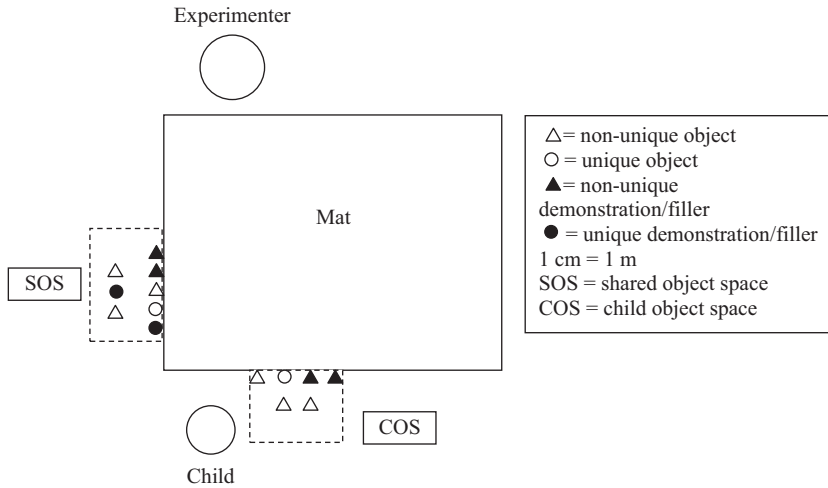 Experimenter
Mat
SOS
COS
Child
= non-unique object
= unique object
= non-unique
demonstration/filler
= unique demonstration/filler
1 cm = 1 m
SOS = shared object space
COS = child object space